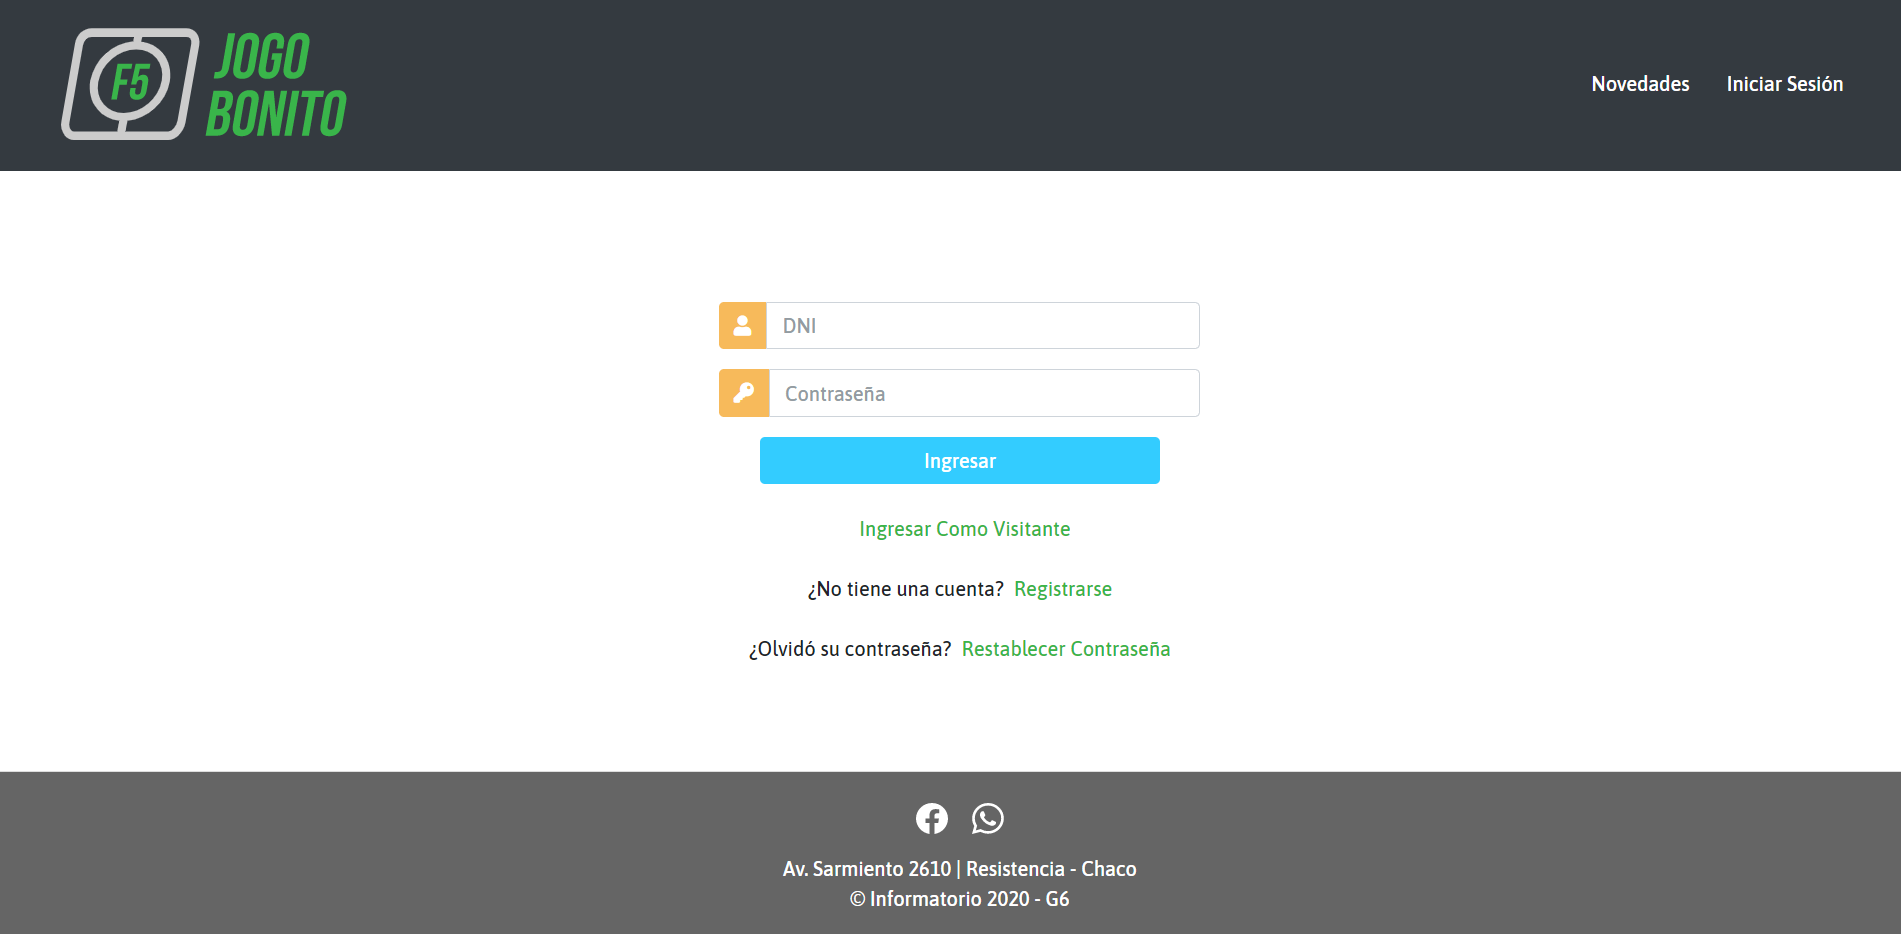 F5
JOGO
BONITO
Novedades
Iniciar Sesión
DNI
Contraseña
Ingresar
Ingresar Como Visitante
¿No tiene una cuenta? Registrarse
¿Olvidó su contraseña? Restablecer Contraseña
Av. Sarmiento 2610 | Resistencia - Chaco
© Informatorio 2020 - G6